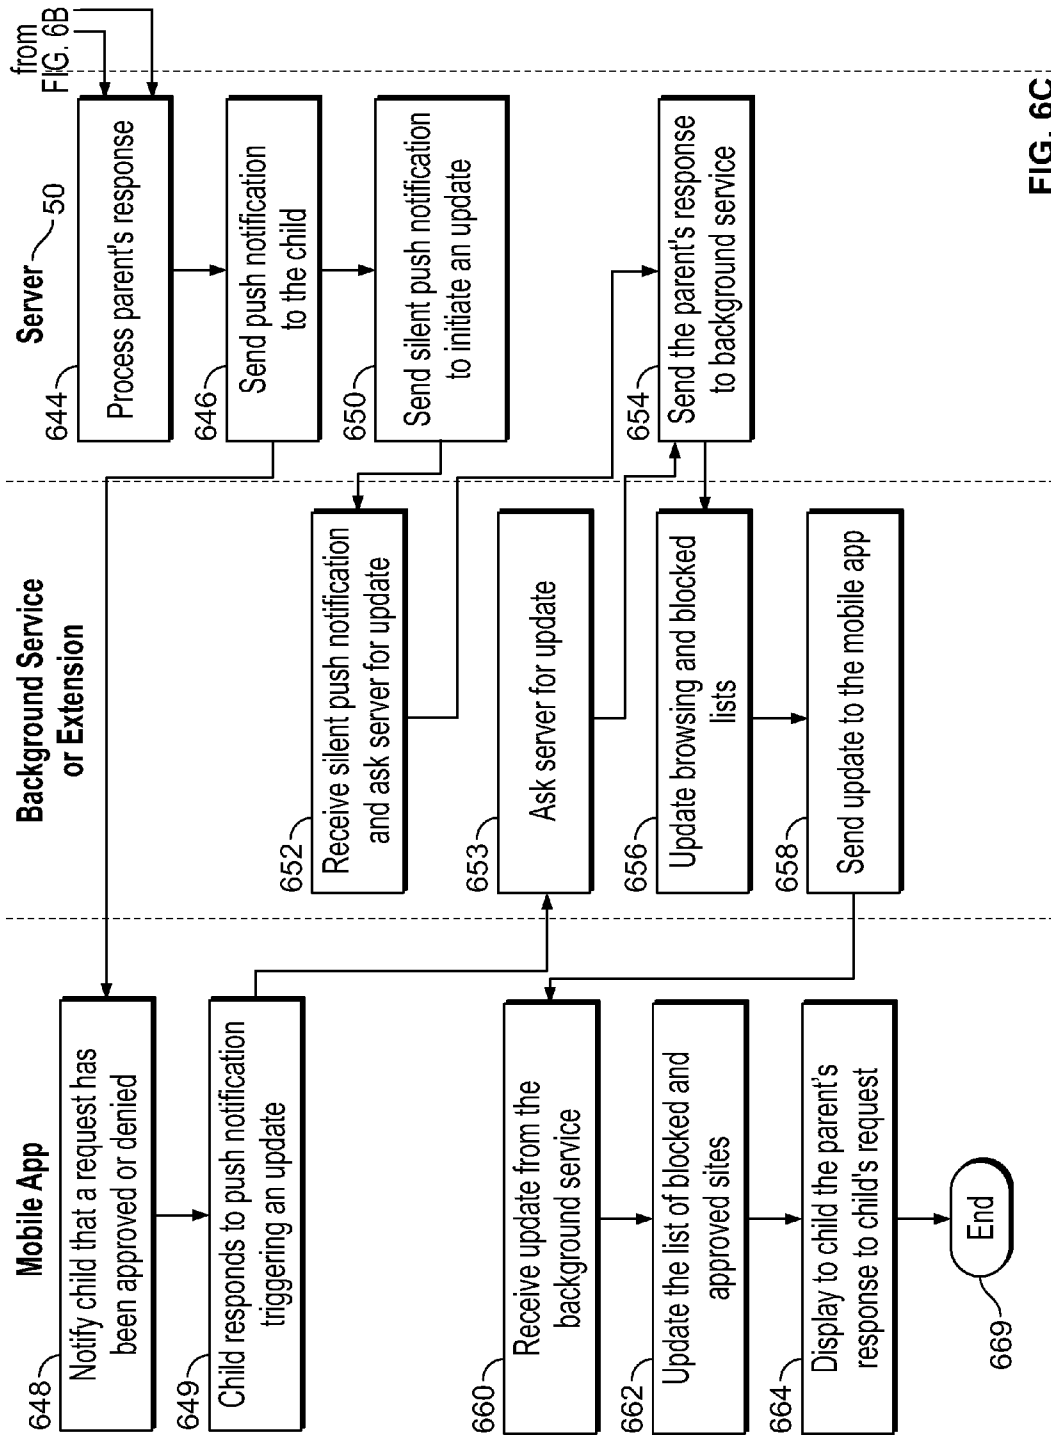 Mobile App
Background Service
or Extension
Server 50
from
FIG. 6B
644
Process parent's response
646
Send push notification
to the child
648
Notify child that a request has
been approved or denied
649
Child responds to push notification
triggering an update
650
Send silent push notification
to initiate an update
652
Receive silent push notification
and ask server for update
653
Ask server for update
654
Send the parent's response
to background service
656
Update browsing and blocked
lists
658
Send update to the mobile app
660
Receive update from the
background service
662
Update the list of blocked and
approved sites
664
Display to child the parent's
response to child's request
End
669
FIG. 6C